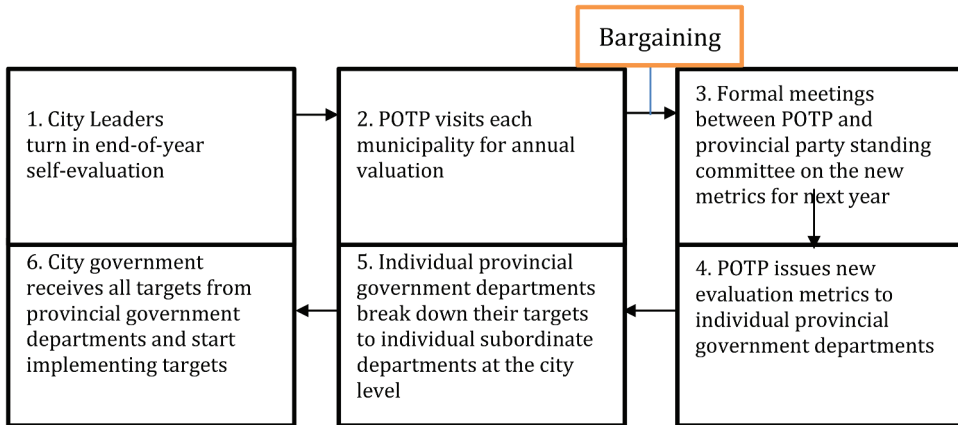 Bargaining
1. City Leaders
turn in end-of-year
self-evaluation
2. POTP visits each
municipality for annual
valuation
3. Formal meetings
between POTP and
provincial party standing
committee on the new
metrics for next year
4. POTP issues new
evaluation metrics to
individual provincial
government departments
5. Individual provincial
government departments
break down their targets
to individual subordinate
departments at the city
level
6. City government
receives all targets from
provincial government
departments and start
implementing targets